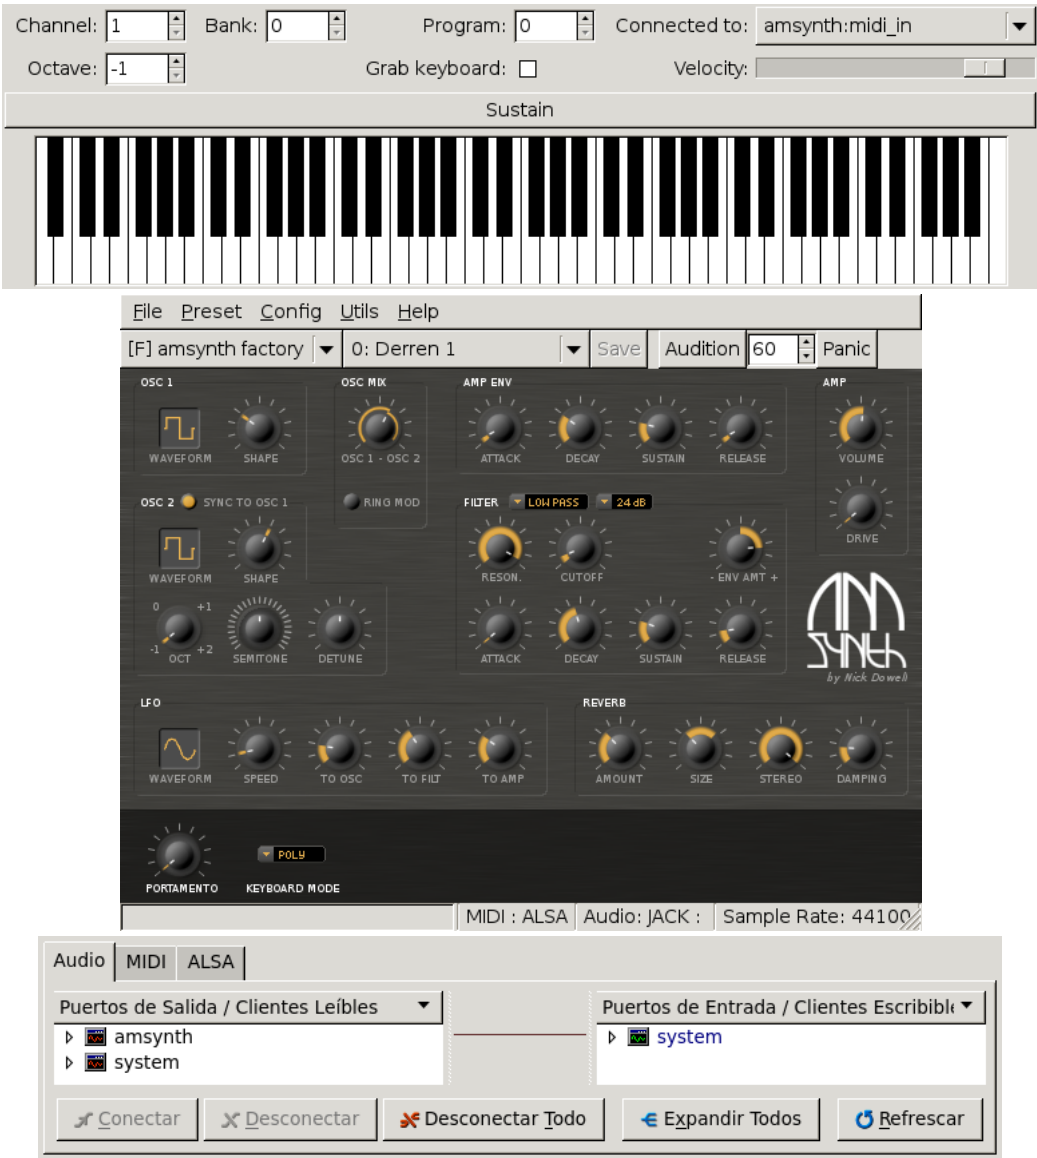 Channel: 1 Bank: 0 Program: 0 Connected to: amsynth:midi_in
Octave: -1 Grab keyboard: Velocity:
Sustain
File Preset Config Utils Help
[F] amsynth factory 0: Derren 1 Save Audition 60 Panic
OSC 1 OSC MIX AMP ENV AMP
WAVEFORM SHAPE OSC 1 - OSC 2 ATTACK DECAY SUSTAIN RELEASE VOLUME
OSC 2 SYNC TO OSC 1 RING MOD FILTER LOW PASS 24 dB
DRIVE
WAVEFORM SHAPE RESON. CUTOFF - ENV AMT +
0 +1
-1 +2
OCT SEMITONE DETUNE ATTACK DECAY SUSTAIN RELEASE
AM
SYNTH
by Nick Dowell
LFO REVERB
WAVEFORM SPEED TO OSC TO FILT TO AMP AMOUNT SIZE STEREO DAMPING
POLY
PORTAMENTO KEYBOARD MODE
MIDI : ALSA Audio: JACK : Sample Rate: 44100
Audio MIDI ALSA
Puertos de Salida / Clientes Leíbles Puertos de Entrada / Clientes Escribible
amsynth system
system
Conectar Desconectar Desconectar Todo Expandir Todos Refrescar